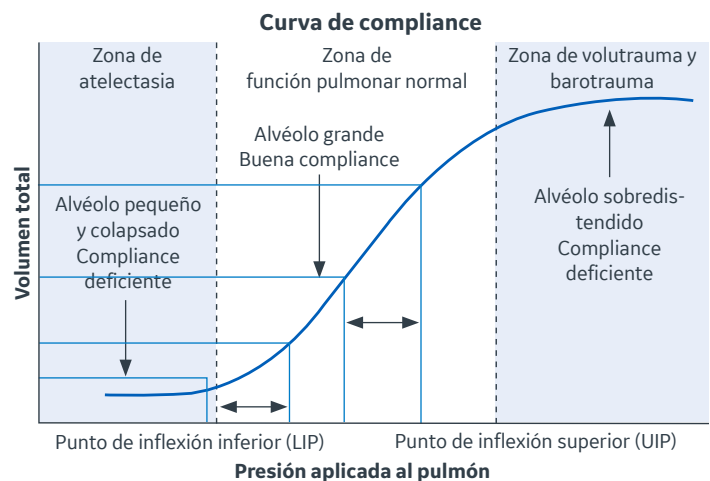 Curva de compliance
Zona de
atelectasia
Zona de
función pulmonar normal
Zona de volutrauma y
barotrauma
Alvéolo grande
Buena compliance
Alvéolo pequeño
y colapsado
Compliance
deficiente
Alvéolo sobredis-
tendido
Compliance
deficiente
Volumen total
Punto de inflexión inferior (LIP)
Punto de inflexión superior (UIP)
Presión aplicada al pulmón